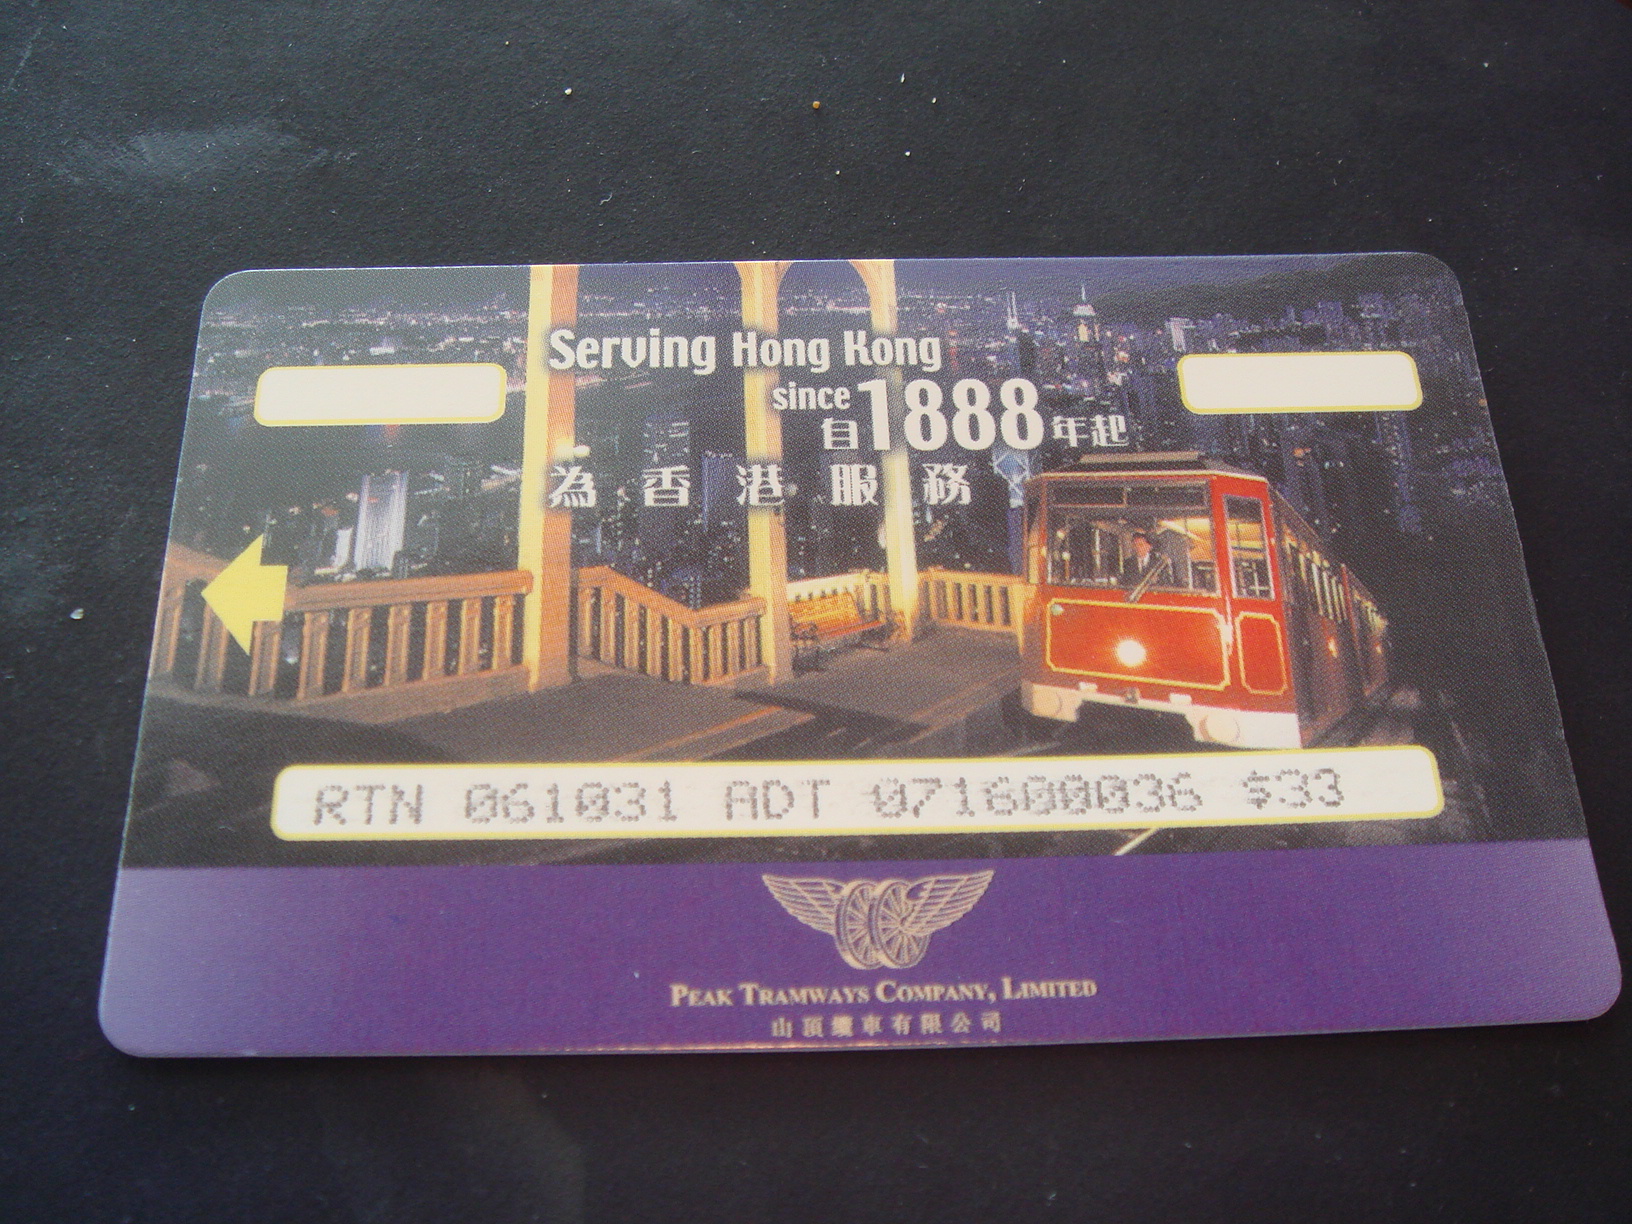 Serving Hong Kong
since 1888
自1888年起
為香港服務
RTN 061031 ADT 071600036 $33
PEAK TRAMWAYS COMPANY, LIMITED
山頂纜車有限公司